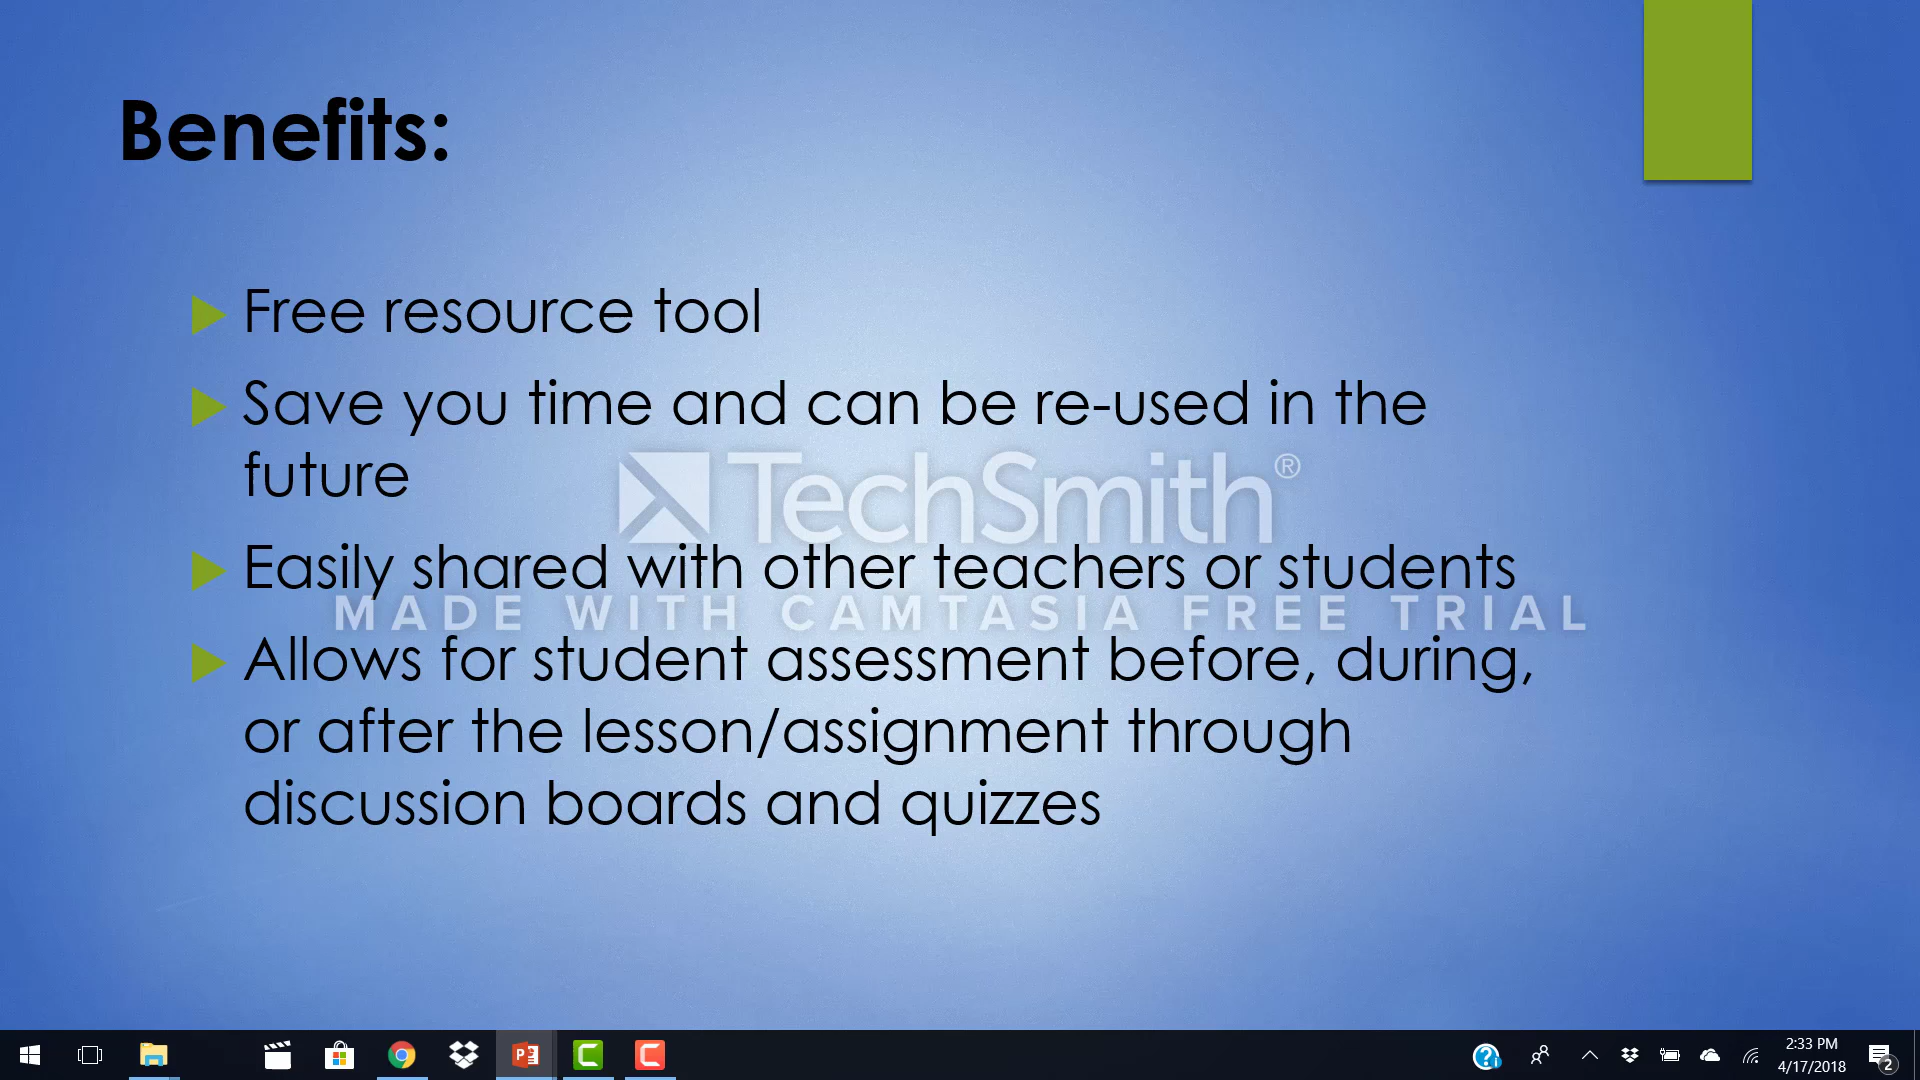 Benefits:
Free resource tool
Save you time and can be re-used in the
future
TechSmith®
Easily shared with other teachers or students
MADE WITH CAMTASIA FREE TRIAL
Allows for student assessment before, during,
or after the lesson/assignment through
discussion boards and quizzes
2:33 PM
4/17/2018
2